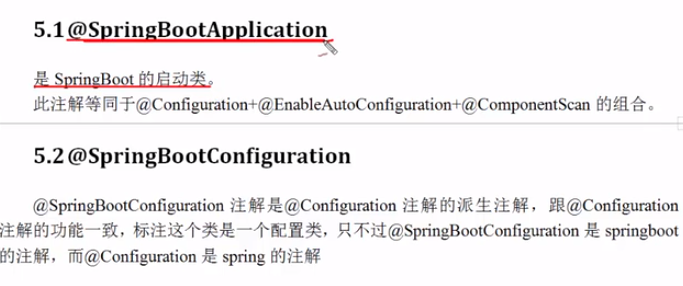 5.1@SpringBootApplication
是 SpringBoot 的启动类。
此注解等同于@Configuration+@EnableAutoConfiguration+@ComponentScan 的组合。
5.2@SpringBootConfiguration
@SpringBootConfiguration 注解是@Configuration 注解的派生注解，跟@Configuration
注解的功能一致，标注这个类是一个配置类，只不过@SpringBootConfiguration 是 springboot
的注解，而@Configuration 是 spring 的注解